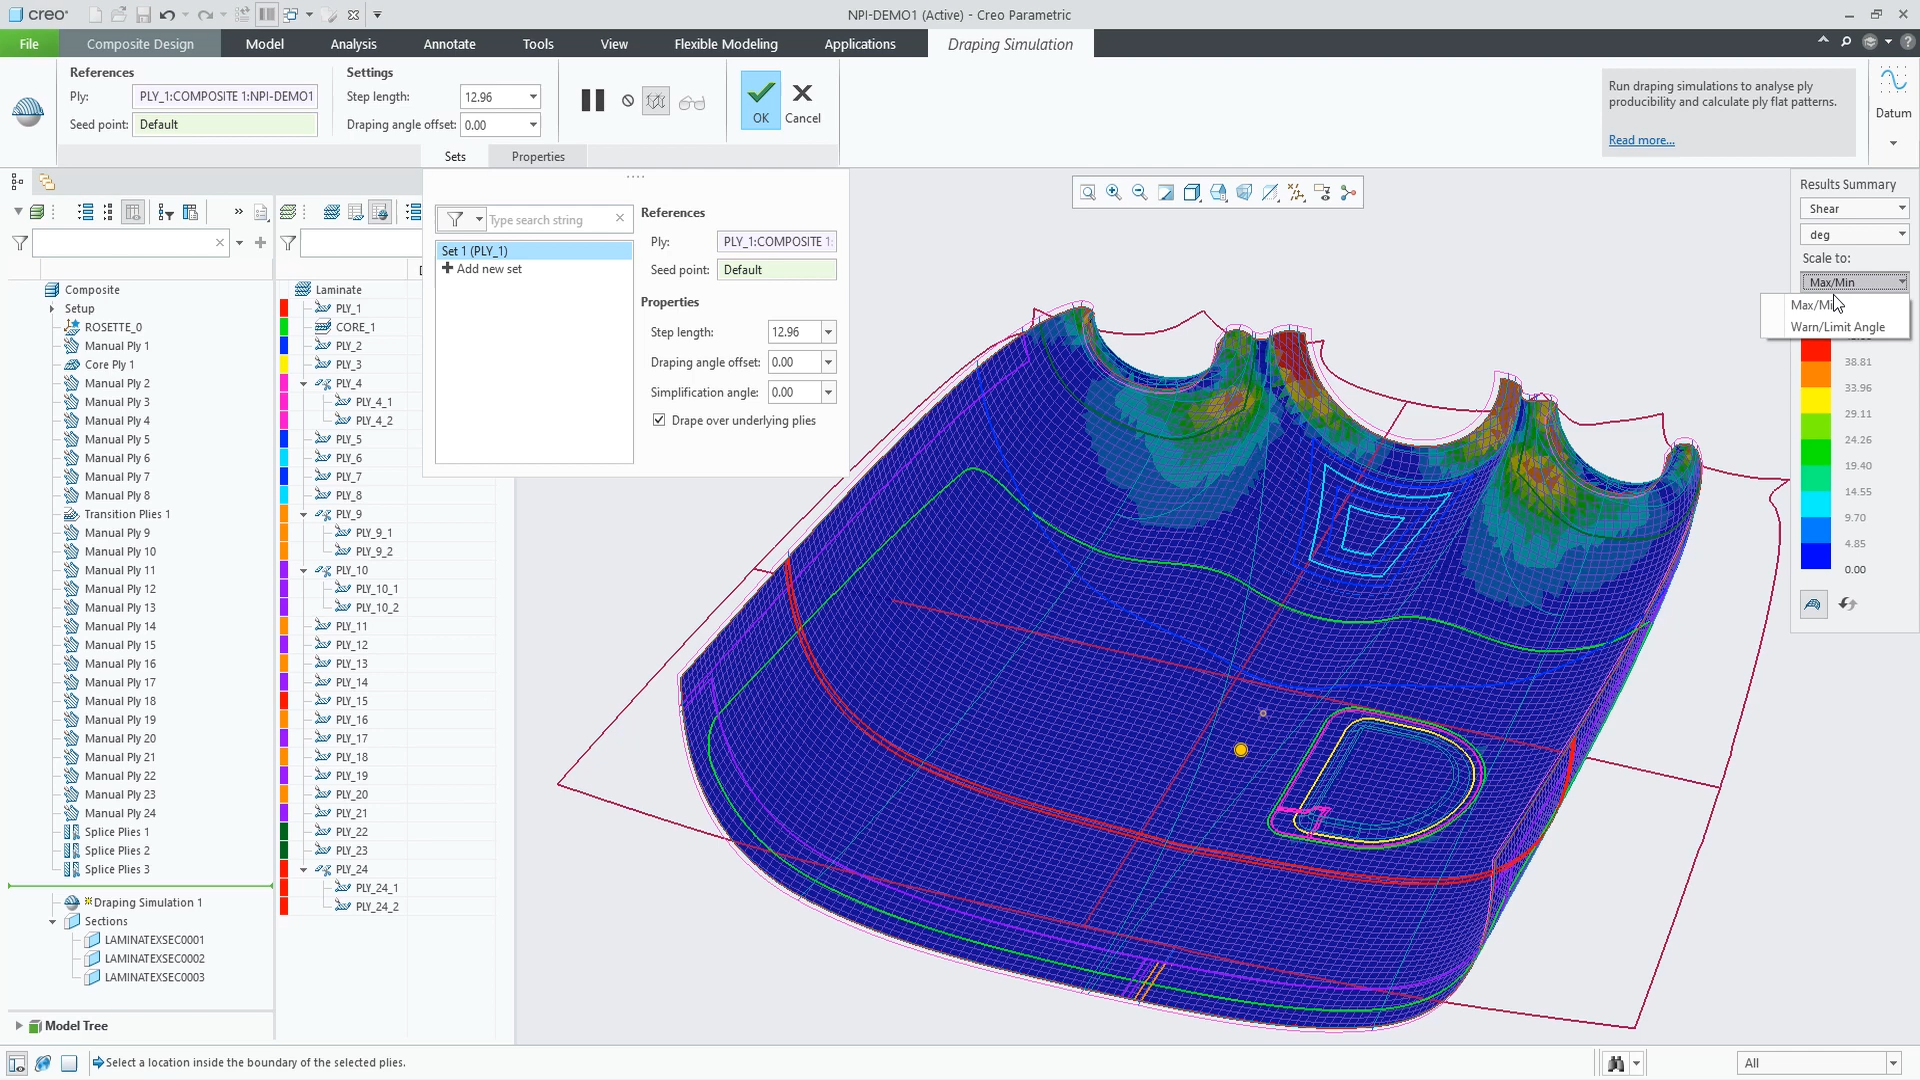 creo
NPI-DEMO1 (Active) - Creo Parametric
File
Composite Design
Model
Analysis
Annotate
Tools
View
Flexible Modeling
Applications
Draping Simulation
References
Ply:
PLY_1:COMPOSITE 1:NPI-DEMO1
Seed point:
Default
Settings
Step length:
12.96
Draping angle offset:
0.00
OK
Cancel
Run draping simulations to analyse ply
producibility and calculate ply flat patterns.
Read more...
Datum
Sets
Properties
Type search string
Set 1 (PLY_1)
Add new set
References
Ply:
PLY_1:COMPOSITE 1:
Seed point:
Default
Properties
Step length:
12.96
Draping angle offset:
0.00
Simplification angle:
0.00
Drape over underlying plies
Composite
Setup
ROSETTE_0
Manual Ply 1
Core Ply 1
Manual Ply 2
Manual Ply 3
Manual Ply 4
Manual Ply 5
Manual Ply 6
Manual Ply 7
Manual Ply 8
Transition Plies 1
Manual Ply 9
Manual Ply 10
Manual Ply 11
Manual Ply 12
Manual Ply 13
Manual Ply 14
Manual Ply 15
Manual Ply 16
Manual Ply 17
Manual Ply 18
Manual Ply 19
Manual Ply 20
Manual Ply 21
Manual Ply 22
Manual Ply 23
Manual Ply 24
Splice Plies 1
Splice Plies 2
Splice Plies 3
Draping Simulation 1
Sections
LAMINATEXSEC0001
LAMINATEXSEC0002
LAMINATEXSEC0003
Model Tree
Laminate
PLY_1
CORE_1
PLY_2
PLY_3
PLY_4
PLY_4_1
PLY_4_2
PLY_5
PLY_6
PLY_7
PLY_8
PLY_9
PLY_9_1
PLY_9_2
PLY_10
PLY_10_1
PLY_10_2
PLY_11
PLY_12
PLY_13
PLY_14
PLY_15
PLY_16
PLY_17
PLY_18
PLY_19
PLY_20
PLY_21
PLY_22
PLY_23
PLY_24
PLY_24_1
PLY_24_2
Results Summary
Shear
deg
Scale to:
Max/Min
Warn/Limit Angle
38.81
33.96
29.11
24.26
19.40
14.55
9.70
4.85
0.00
Select a location inside the boundary of the selected plies.
All